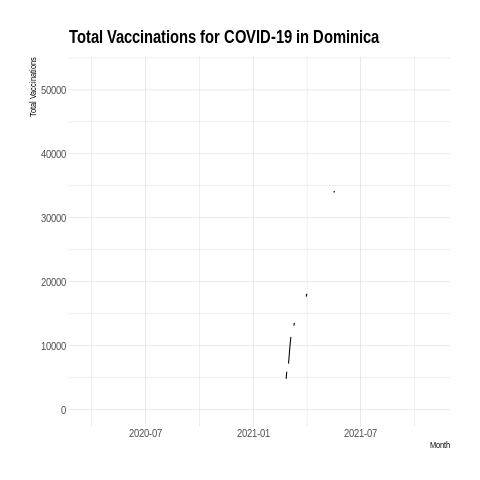 Total Vaccinations for COVID-19 in Dominica
Total Vaccinations
50000
40000
30000
20000
10000
0
2020-07 2021-01 2021-07
Month